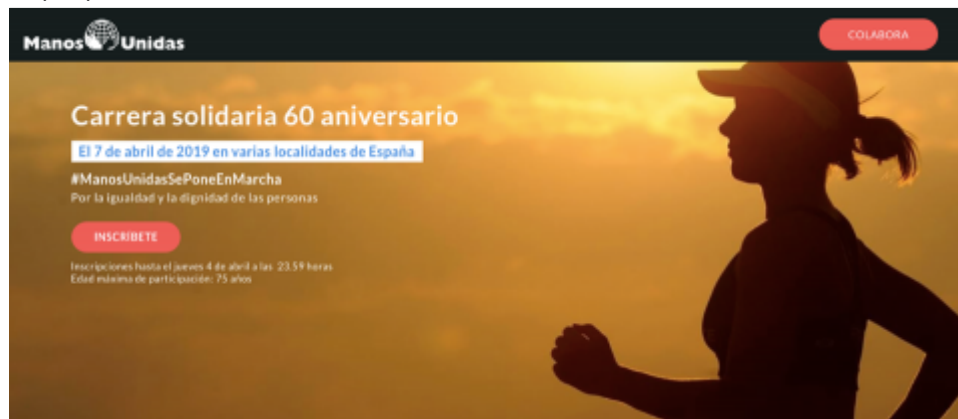 Manos Unidas
COLABORA
Carrera solidaria 60 aniversario
El 7 de abril de 2019 en varias localidades de España
#ManosUnidasSePoneEnMarcha
Por la igualdad y la dignidad de las personas
INSCRÍBETE
Inscripciones hasta el jueves 4 de abril a las 23.59 horas
Edad máxima de participación: 75 años